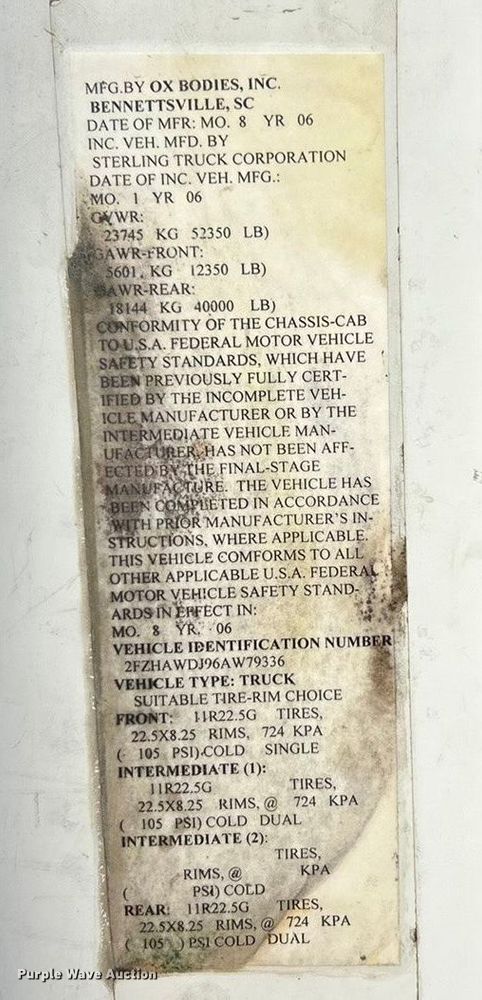 MFG.BY OX BODIES, INC.
BENNETTSVILLE, SC
DATE OF MFR: MO. 8 YR 06
INC. VEH. MFD. BY
STERLING TRUCK CORPORATION
DATE OF INC. VEH. MFG.:
MO. 1 YR 06
GVWR:
23745 KG 52350 LB)
GAWR-FRONT:
5601, KG 12350 LB)
GAWR-REAR:
18144 KG 40000 LB)
CONFORMITY OF THE CHASSIS-CAB
TO U.S.A. FEDERAL MOTOR VEHICLE
SAFETY STANDARDS, WHICH HAVE
BEEN PREVIOUSLY FULLY CERT-
IFIED BY THE INCOMPLETE VEH-
ICLE MANUFACTURER OR BY THE
INTERMEDIATE VEHICLE MAN-
UFACTURER, HAS NOT BEEN AFF-
ECTED BY THE FINAL-STAGE
MANUFACTURE. THE VEHICLE HAS
BEEN COMPLETED IN ACCORDANCE
WITH PRIOR MANUFACTURER'S IN-
STRUCTIONS, WHERE APPLICABLE.
THIS VEHICLE COMFORMS TO ALL
OTHER APPLICABLE U.S.A. FEDERAL
MOTOR VEHICLE SAFETY STAND-
ARDS IN EFFECT IN:
MO. 8 YR. 06
VEHICLE IDENTIFICATION NUMBER
2FZHAWDJ96AW79336
VEHICLE TYPE: TRUCK
SUITABLE TIRE-RIM CHOICE
FRONT: 11R22.5G TIRES,
22.5X8.25 RIMS, 724 KPA
( 105 PSI) COLD SINGLE
INTERMEDIATE (1):
11R22.5G TIRES,
22.5X8.25 RIMS, @ 724 KPA
( 105 PSI) COLD DUAL
INTERMEDIATE (2):
TIRES,
RIMS, @ KPA
( PSI) COLD
REAR: 11R22.5G TIRES,
22.5X8.25 RIMS, @ 724 KPA
( 105 ) PSI COLD DUAL
Purple Wave Auction